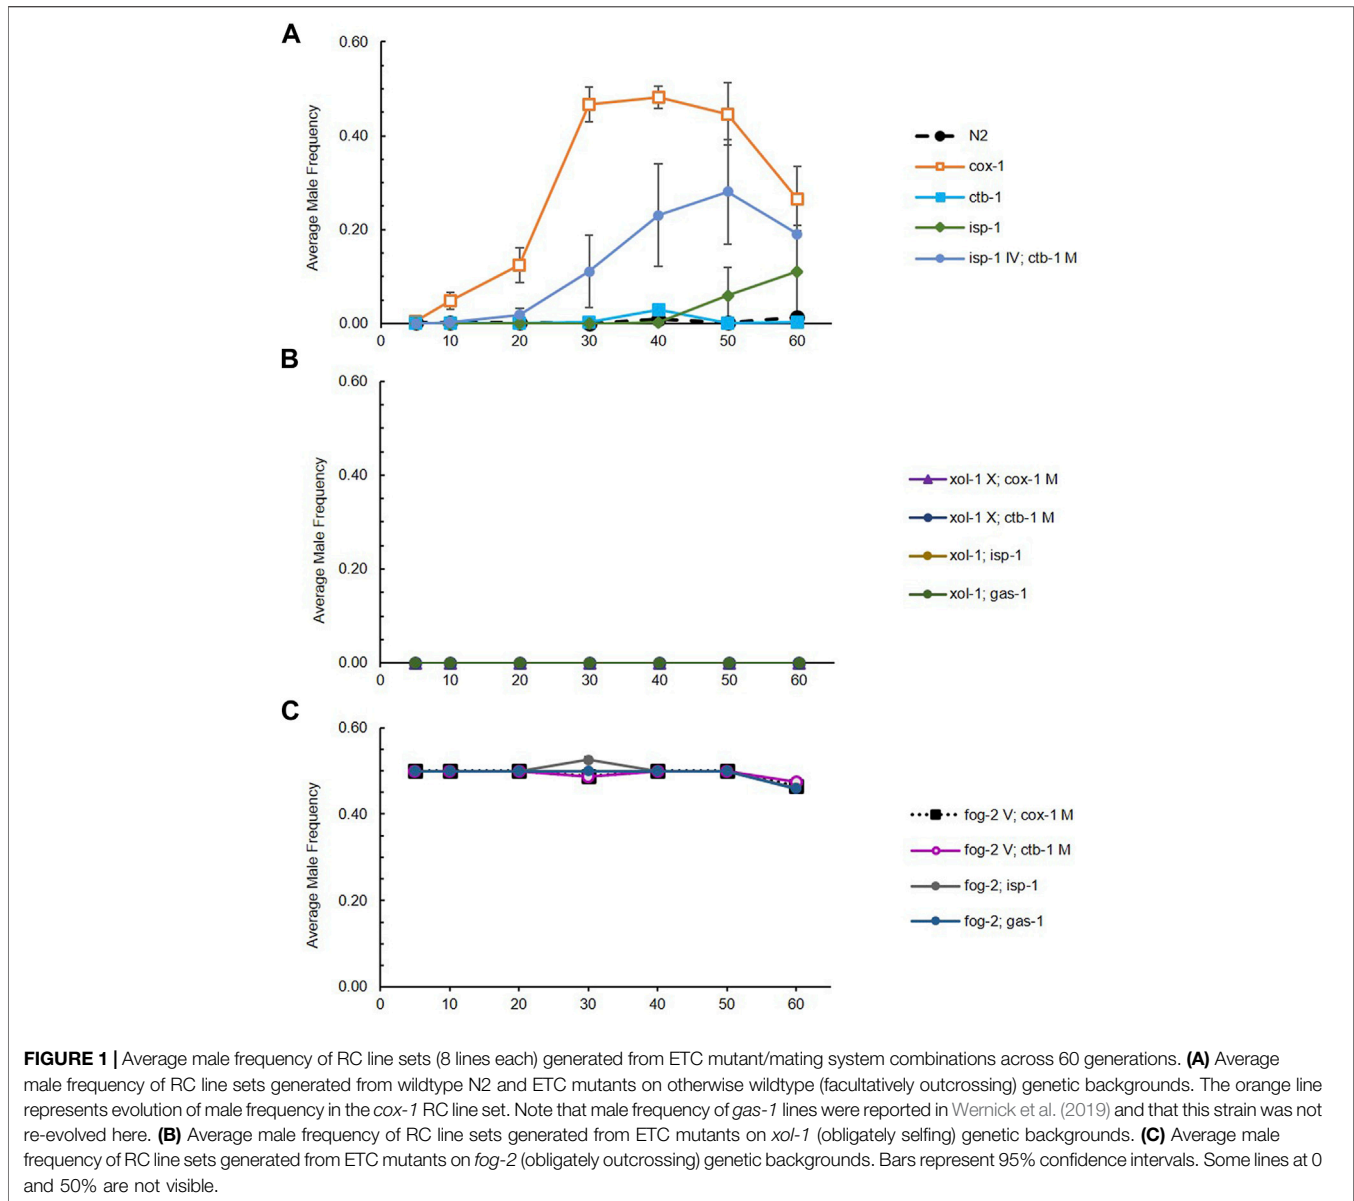 A
0.60
0.40
0.20
0.00
Average Male Frequency
0 10 20 30 40 50 60
N2
cox-1
ctb-1
isp-1
isp-1 IV; ctb-1 M
B
0.60
0.40
0.20
0.00
Average Male Frequency
0 10 20 30 40 50 60
xol-1 X; cox-1 M
xol-1 X; ctb-1 M
xol-1; isp-1
xol-1; gas-1
C
0.60
0.40
0.20
0.00
Average Male Frequency
0 10 20 30 40 50 60
fog-2 V; cox-1 M
fog-2 V; ctb-1 M
fog-2; isp-1
fog-2; gas-1
FIGURE 1 | Average male frequency of RC line sets (8 lines each) generated from ETC mutant/mating system combinations across 60 generations. (A) Average
male frequency of RC line sets generated from wildtype N2 and ETC mutants on otherwise wildtype (facultatively outcrossing) genetic backgrounds. The orange line
represents evolution of male frequency in the cox-1 RC line set. Note that male frequency of gas-1 lines were reported in Wernick et al. (2019) and that this strain was not
re-evolved here. (B) Average male frequency of RC line sets generated from ETC mutants on xol-1 (obligately selfing) genetic backgrounds. (C) Average male
frequency of RC line sets generated from ETC mutants on fog-2 (obligately outcrossing) genetic backgrounds. Bars represent 95% confidence intervals. Some lines at 0
and 50% are not visible.